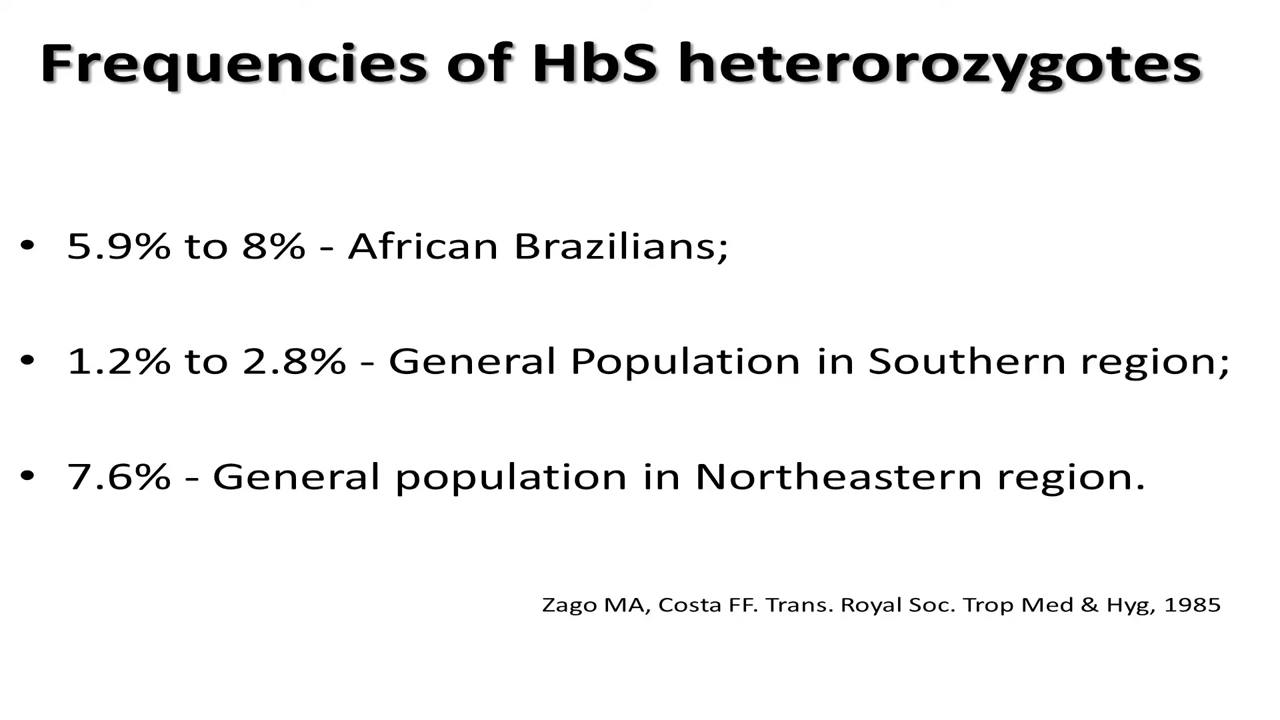 Frequencies of HbS heterorozygotes
• 5.9% to 8% - African Brazilians;
• 1.2% to 2.8% - General Population in Southern region;
• 7.6% - General population in Northeastern region.
Zago MA, Costa FF. Trans. Royal Soc. Trop Med & Hyg, 1985